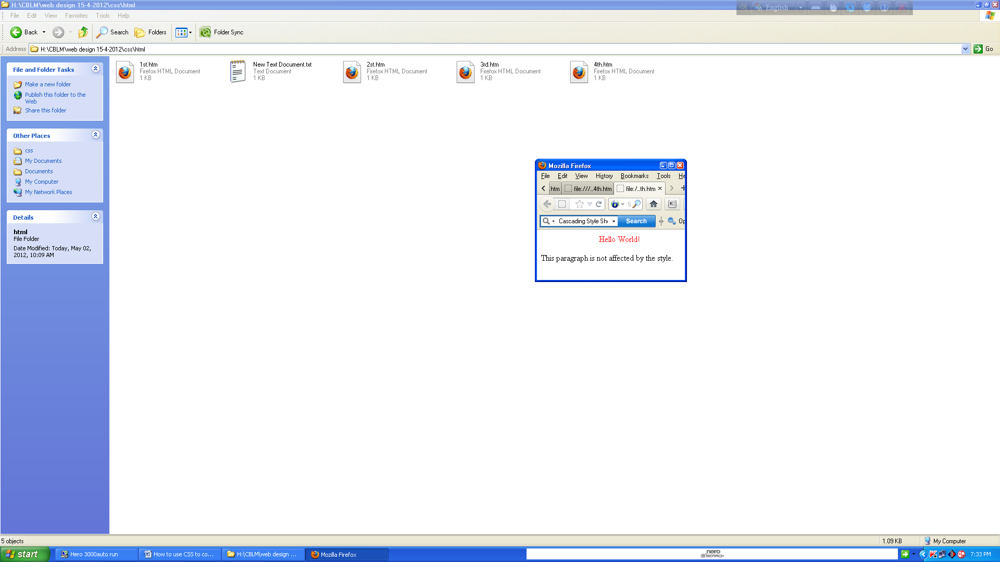 H:\CBLM\web design 15-4-2012\css\html
English
File Edit View Favorites Tools Help
Back Search Folders Folder Sync
Address H:\CBLM\web design 15-4-2012\css\html Go
File and Folder Tasks
Make a new folder
Publish this folder to the
Web
Share this folder
Other Places
css
My Documents
Documents
My Computer
My Network Places
Details
html
File Folder
Date Modified: Today, May 02,
2012, 10:09 AM
1st.htm
Firefox HTML Document
1 KB
New Text Document.txt
Text Document
1 KB
2st.htm
Firefox HTML Document
1 KB
3rd.htm
Firefox HTML Document
1 KB
4th.htm
Firefox HTML Document
1 KB
Mozilla Firefox
File Edit View History Bookmarks Tools He
.htm file:///...4th.htm file:/...th.htm
S
K
Cascading Style Sh Search Op
Hello World!
This paragraph is not affected by the style.
5 objects 1.09 KB My Computer
start Hero 3000auto run How to use CSS to co... H:\CBLM\web design ... Mozilla Firefox nero @SEARCH 7:33 PM